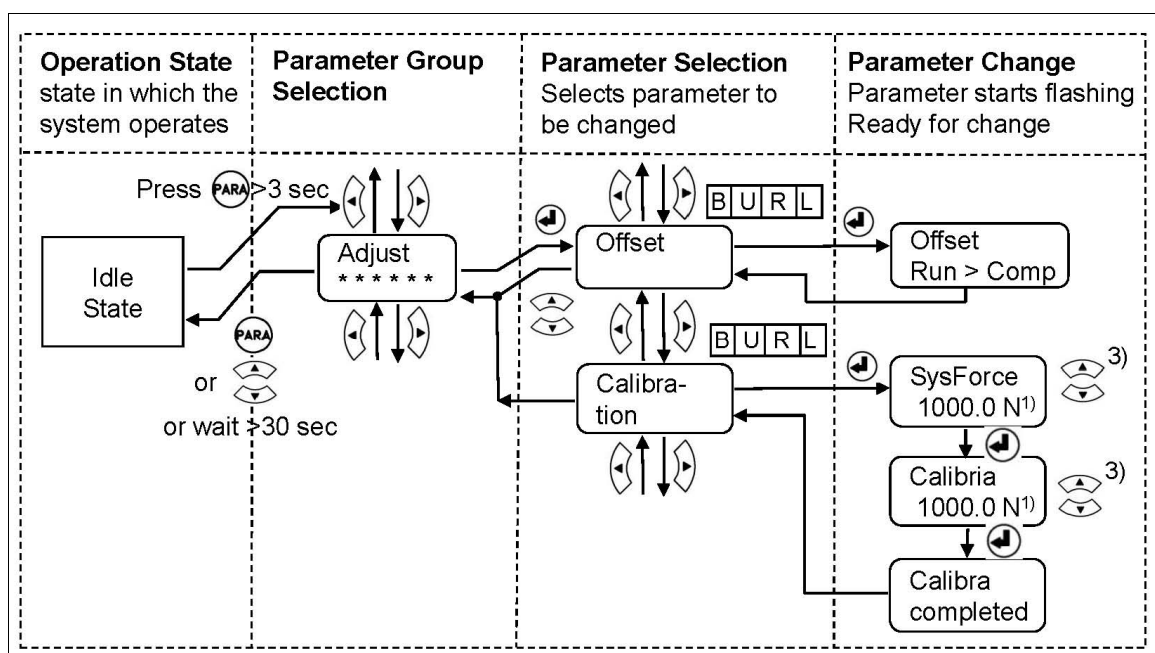 Operation State
state in which the
system operates
Parameter Group
Selection
Parameter Selection
Selects parameter to
be changed
Parameter Change
Parameter starts flashing
Ready for change
Press PARA >3 sec
Idle
State
PARA
or
or wait >30 sec
Adjust
* * * * * *
B U R L
Offset
B U R L
Calibra-
tion
Offset
Run > Comp
SysForce
1000.0 N1)
3)
Calibria
1000.0 N1)
3)
Calibra
completed